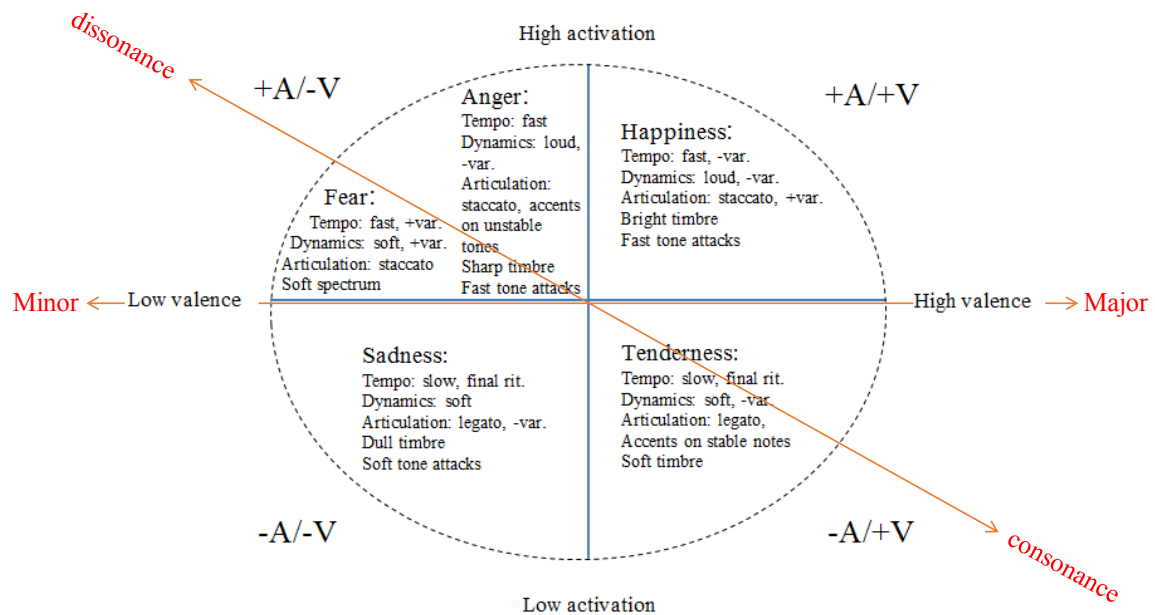 dissonance
High activation
+A/-V
+A/+V
Anger:
Tempo: fast
Dynamics: loud,
-var.
Articulation:
staccato, accents
on unstable
tones
Sharp timbre
Fast tone attacks
Happiness:
Tempo: fast, -var.
Dynamics: loud, -var.
Articulation: staccato, +var.
Bright timbre
Fast tone attacks
Fear:
Tempo: fast, +var.
Dynamics: soft, +var.
Articulation: staccato
Soft spectrum
Minor
Low valence
High valence
Major
Sadness:
Tempo: slow, final rit.
Dynamics: soft
Articulation: legato, -var.
Dull timbre
Soft tone attacks
Tenderness:
Tempo: slow, final rit.
Dynamics: soft, -var.
Articulation: legato,
Accents on stable notes
Soft timbre
-A/-V
-A/+V
consonance
Low activation